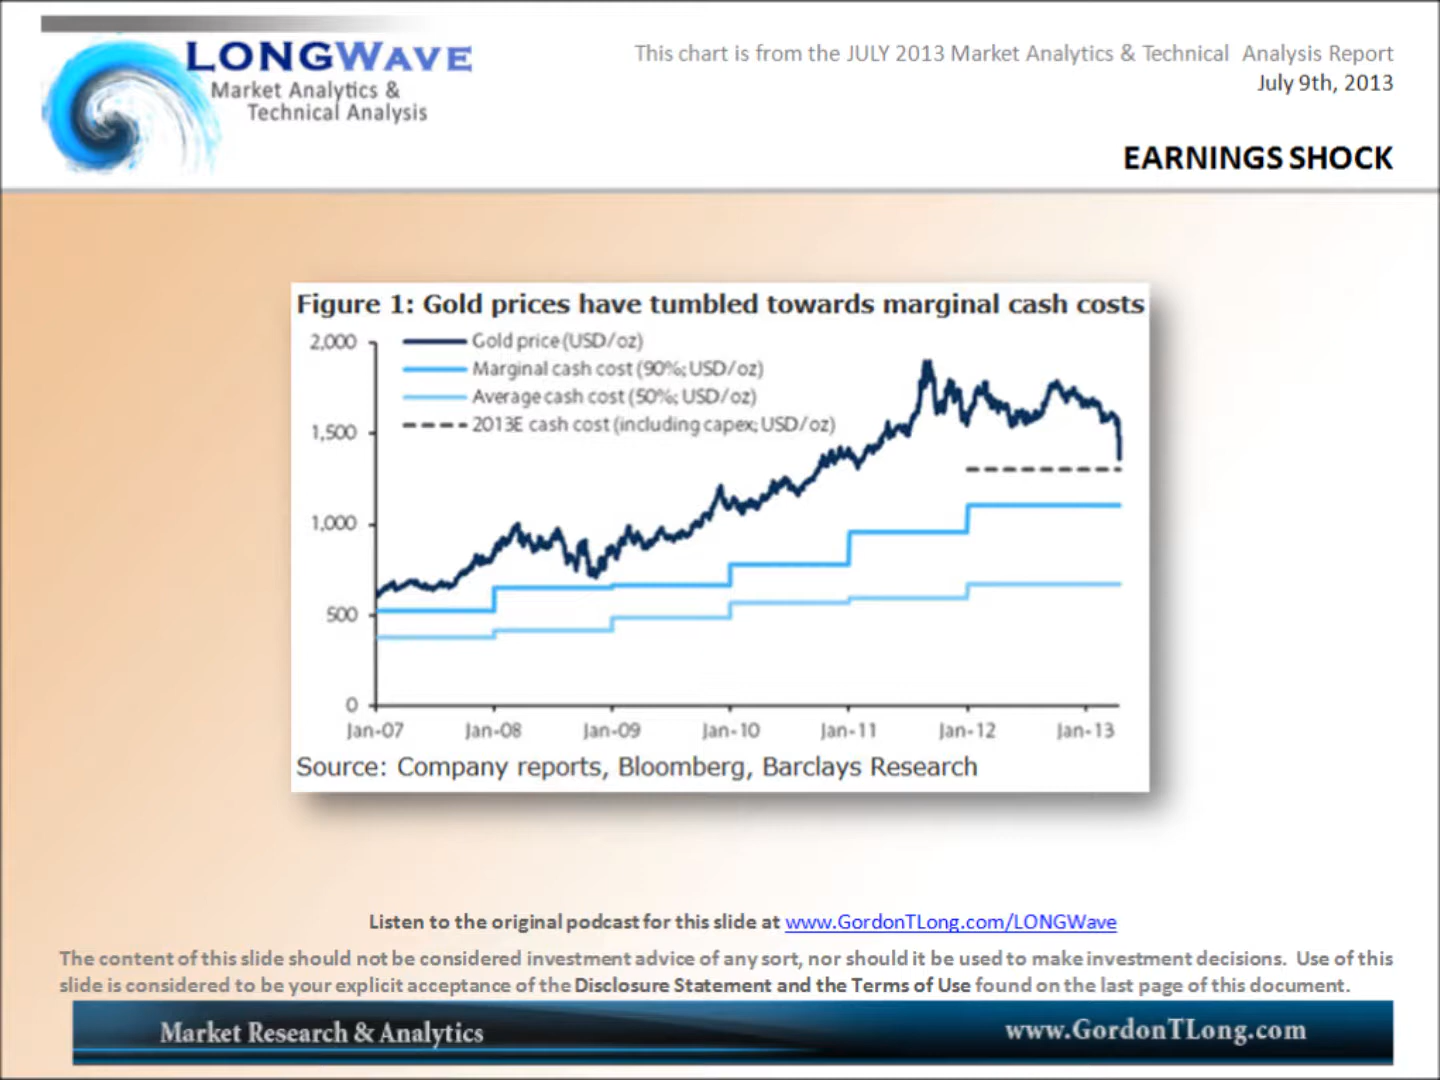 LONGWAVE
Market Analytics &
Technical Analysis
This chart is from the JULY 2013 Market Analytics & Technical Analysis Report
July 9th, 2013
EARNINGS SHOCK
Figure 1: Gold prices have tumbled towards marginal cash costs
2,000
1,500
1,000
500
0
Gold price (USD/oz)
Marginal cash cost (90%; USD/oz)
Average cash cost (50%; USD/oz)
2013E cash cost (including capex; USD/oz)
Jan-07 Jan-08 Jan-09 Jan-10 Jan-11 Jan-12 Jan-13
Source: Company reports, Bloomberg, Barclays Research
Listen to the original podcast for this slide at www.GordonTLong.com/LONGWave
The content of this slide should not be considered investment advice of any sort, nor should it be used to make investment decisions. Use of this
slide is considered to be your explicit acceptance of the Disclosure Statement and the Terms of Use found on the last page of this document.
Market Research & Analytics
www.GordonTLong.com